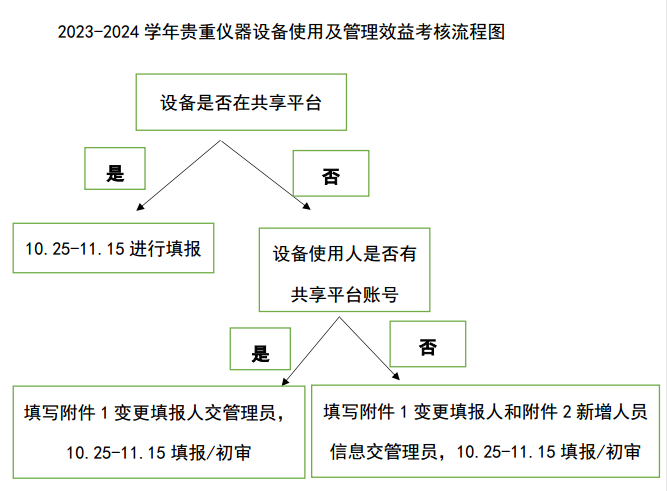 2023-2024 学年贵重仪器设备使用及管理效益考核流程图
设备是否在共享平台
是
否
10.25-11.15 进行填报
设备使用人是否有
共享平台账号
是
否
填写附件 1 变更填报人交管理员，
10.25-11.15 填报/初审
填写附件 1 变更填报人和附件 2 新增人员
信息交管理员，10.25-11.15 填报/初审